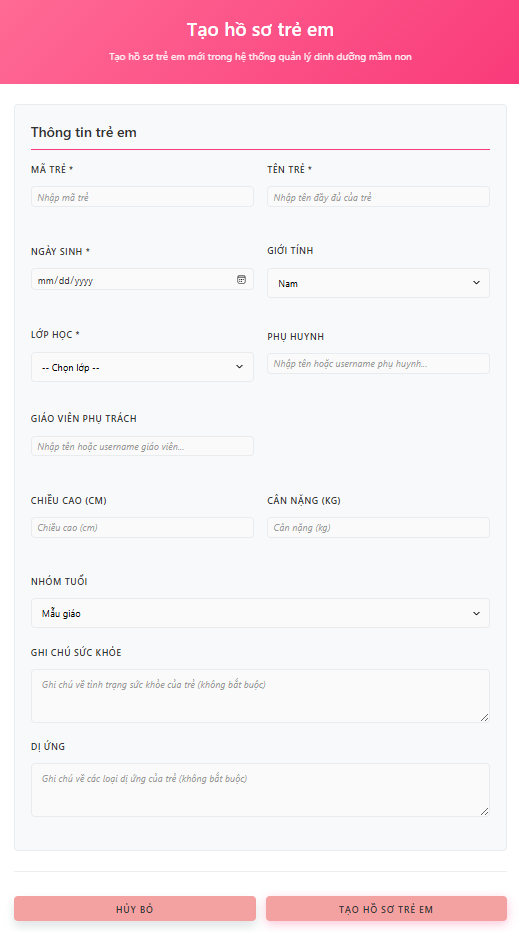 Tạo hồ sơ trẻ em
Tạo hồ sơ trẻ em mới trong hệ thống quản lý dinh dưỡng mầm non
Thông tin trẻ em
MÃ TRẺ *
TÊN TRẺ *
Nhập mã trẻ
Nhập tên đầy đủ của trẻ
NGÀY SINH *
GIỚI TÍNH
mm/dd/yyyy
Nam
LỚP HỌC *
PHỤ HUYNH
-- Chọn lớp --
Nhập tên hoặc username phụ huynh...
GIÁO VIÊN PHỤ TRÁCH
Nhập tên hoặc username giáo viên...
CHIỀU CAO (CM)
CÂN NẶNG (KG)
Chiều cao (cm)
Cân nặng (kg)
NHÓM TUỔI
Mẫu giáo
GHI CHÚ SỨC KHỎE
Ghi chú về tình trạng sức khỏe của trẻ (không bắt buộc)
DỊ ỨNG
Ghi chú về các loại dị ứng của trẻ (không bắt buộc)
HỦY BỎ
TẠO HỒ SƠ TRẺ EM